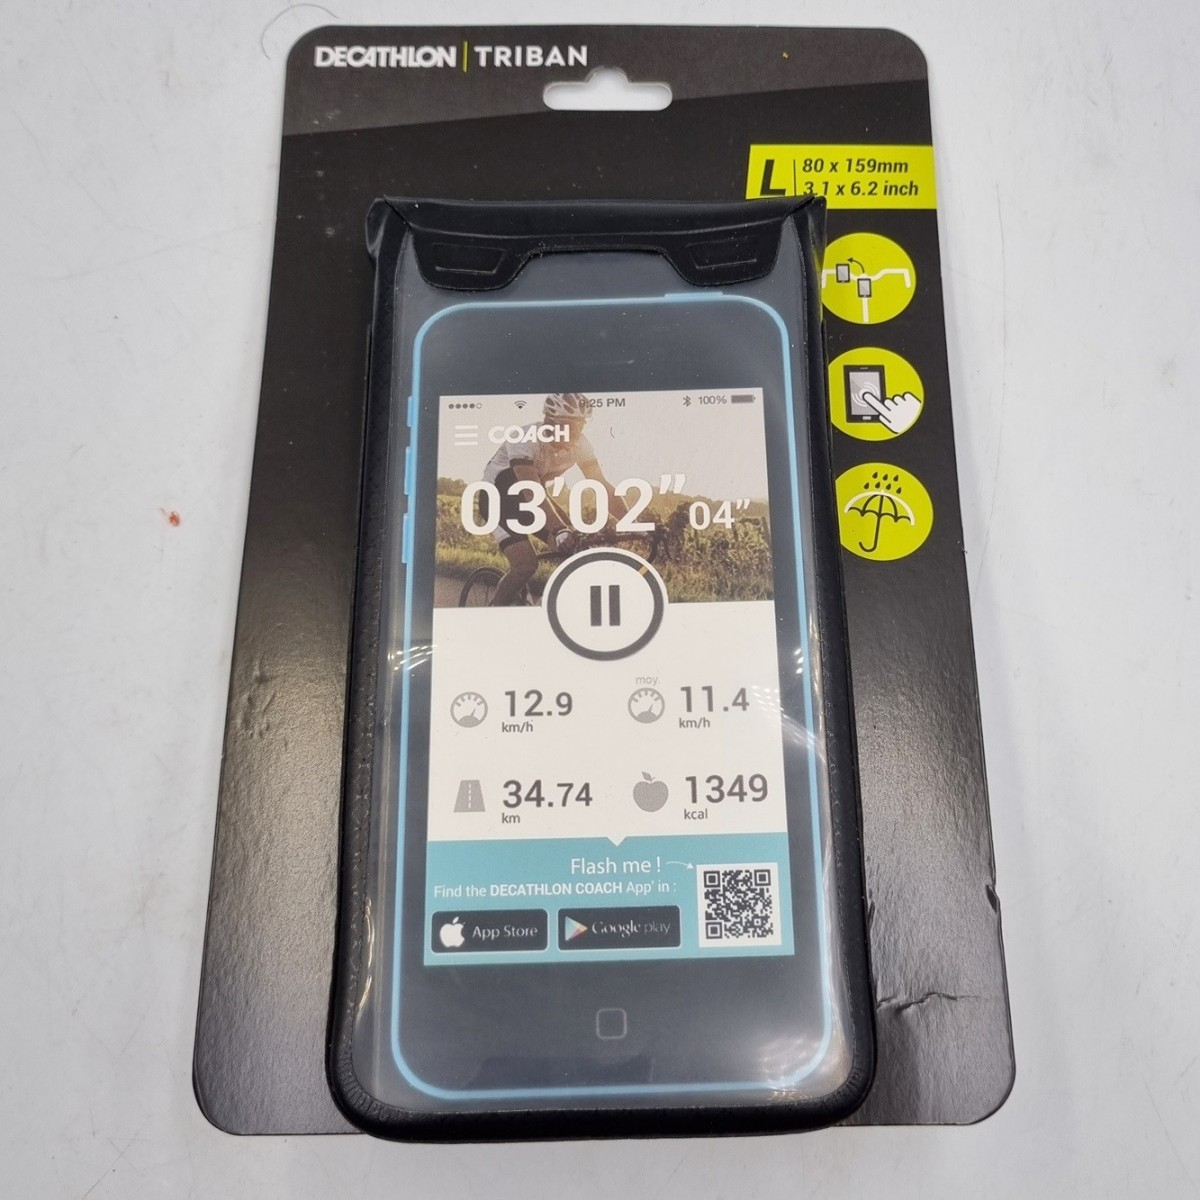 DECATHLON | TRIBAN
L | 80 x 159mm
3.1 x 6.2 inch
9:25 PM 100%
COACH
03'02"04"
12.9
km/h
moy.
11.4
km/h
34.74
km
1349
kcal
Flash me !
Find the DECATHLON COACH App' in :
App Store
Google play